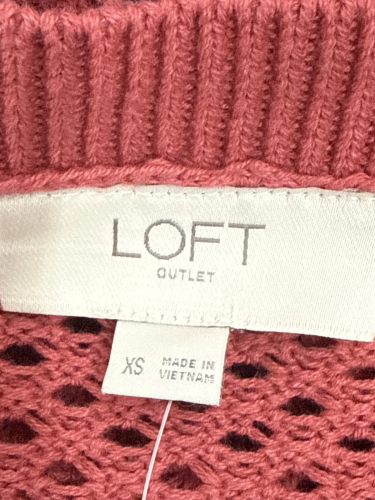 LOFT
OUTLET
XS
MADE IN
VIETNAM